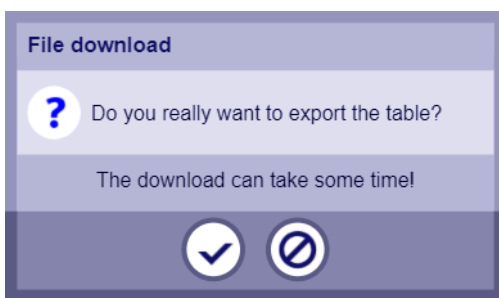 File download
Do you really want to export the table?
The download can take some time!